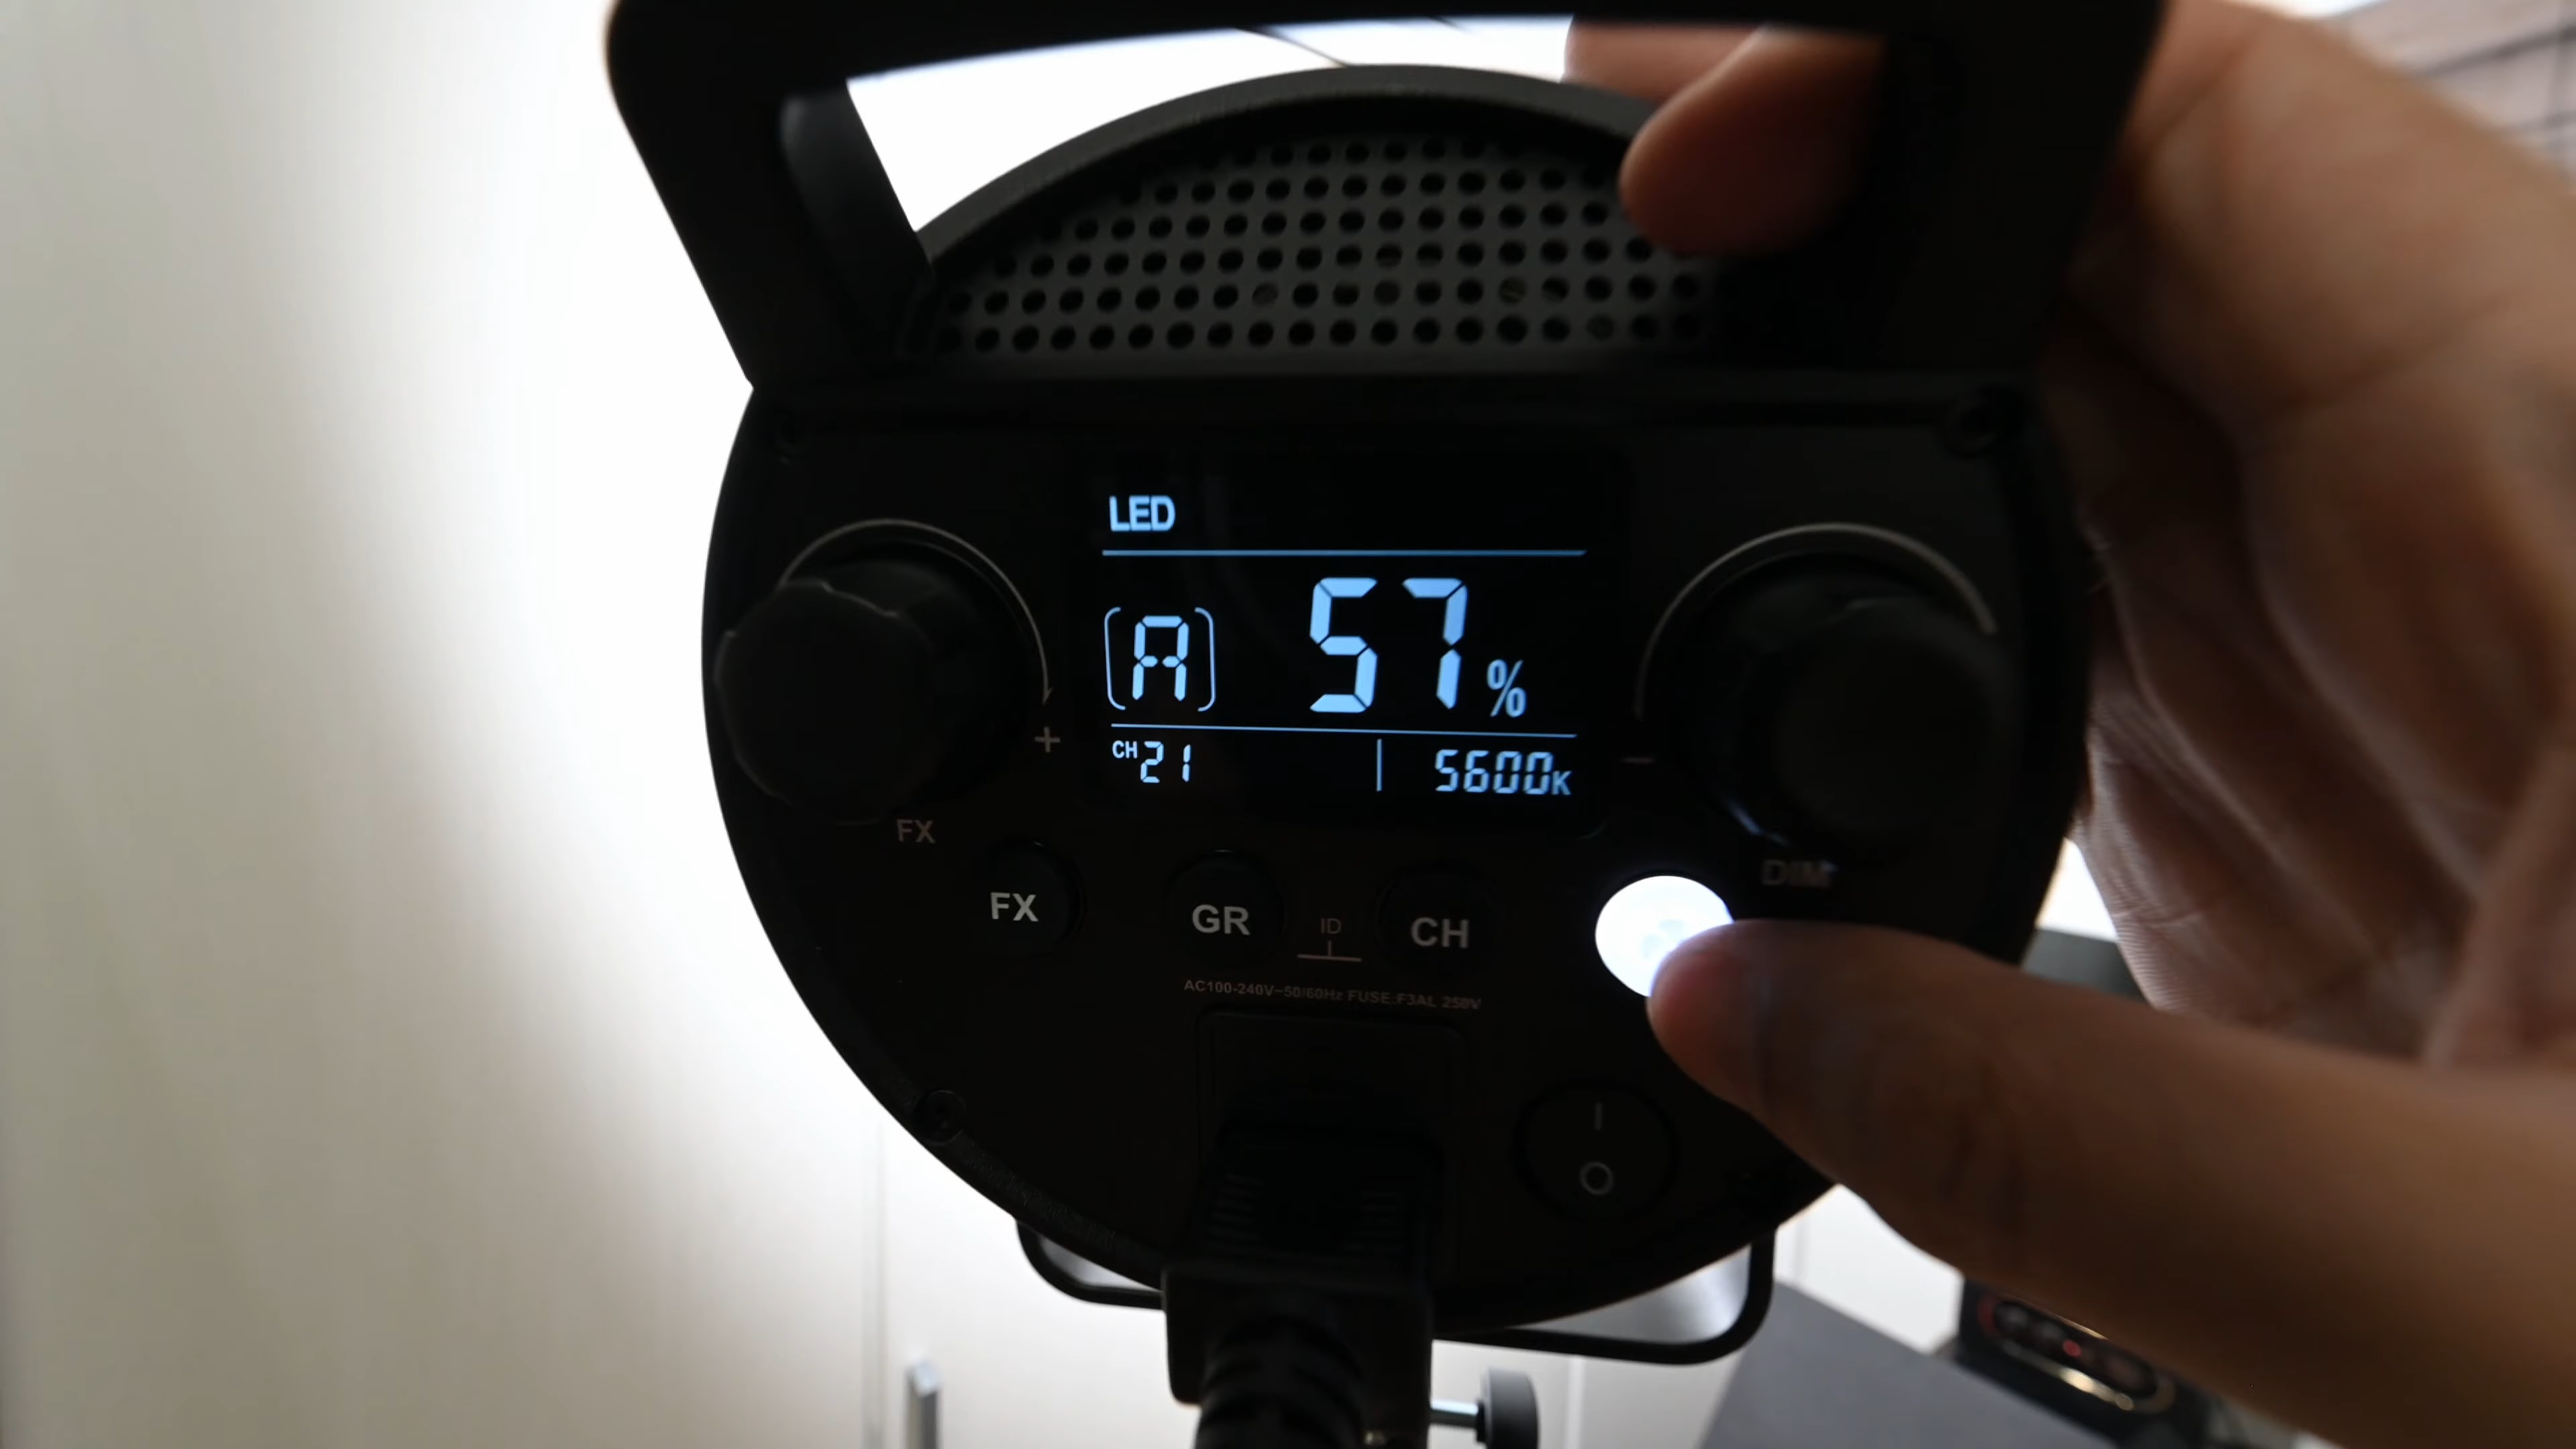 LED
A 57%
CH 21 | 5600K
+ −
FX DIM
FX GR ID CH
AC100-240V~50/60Hz FUSE:F3AL 250V
I
O